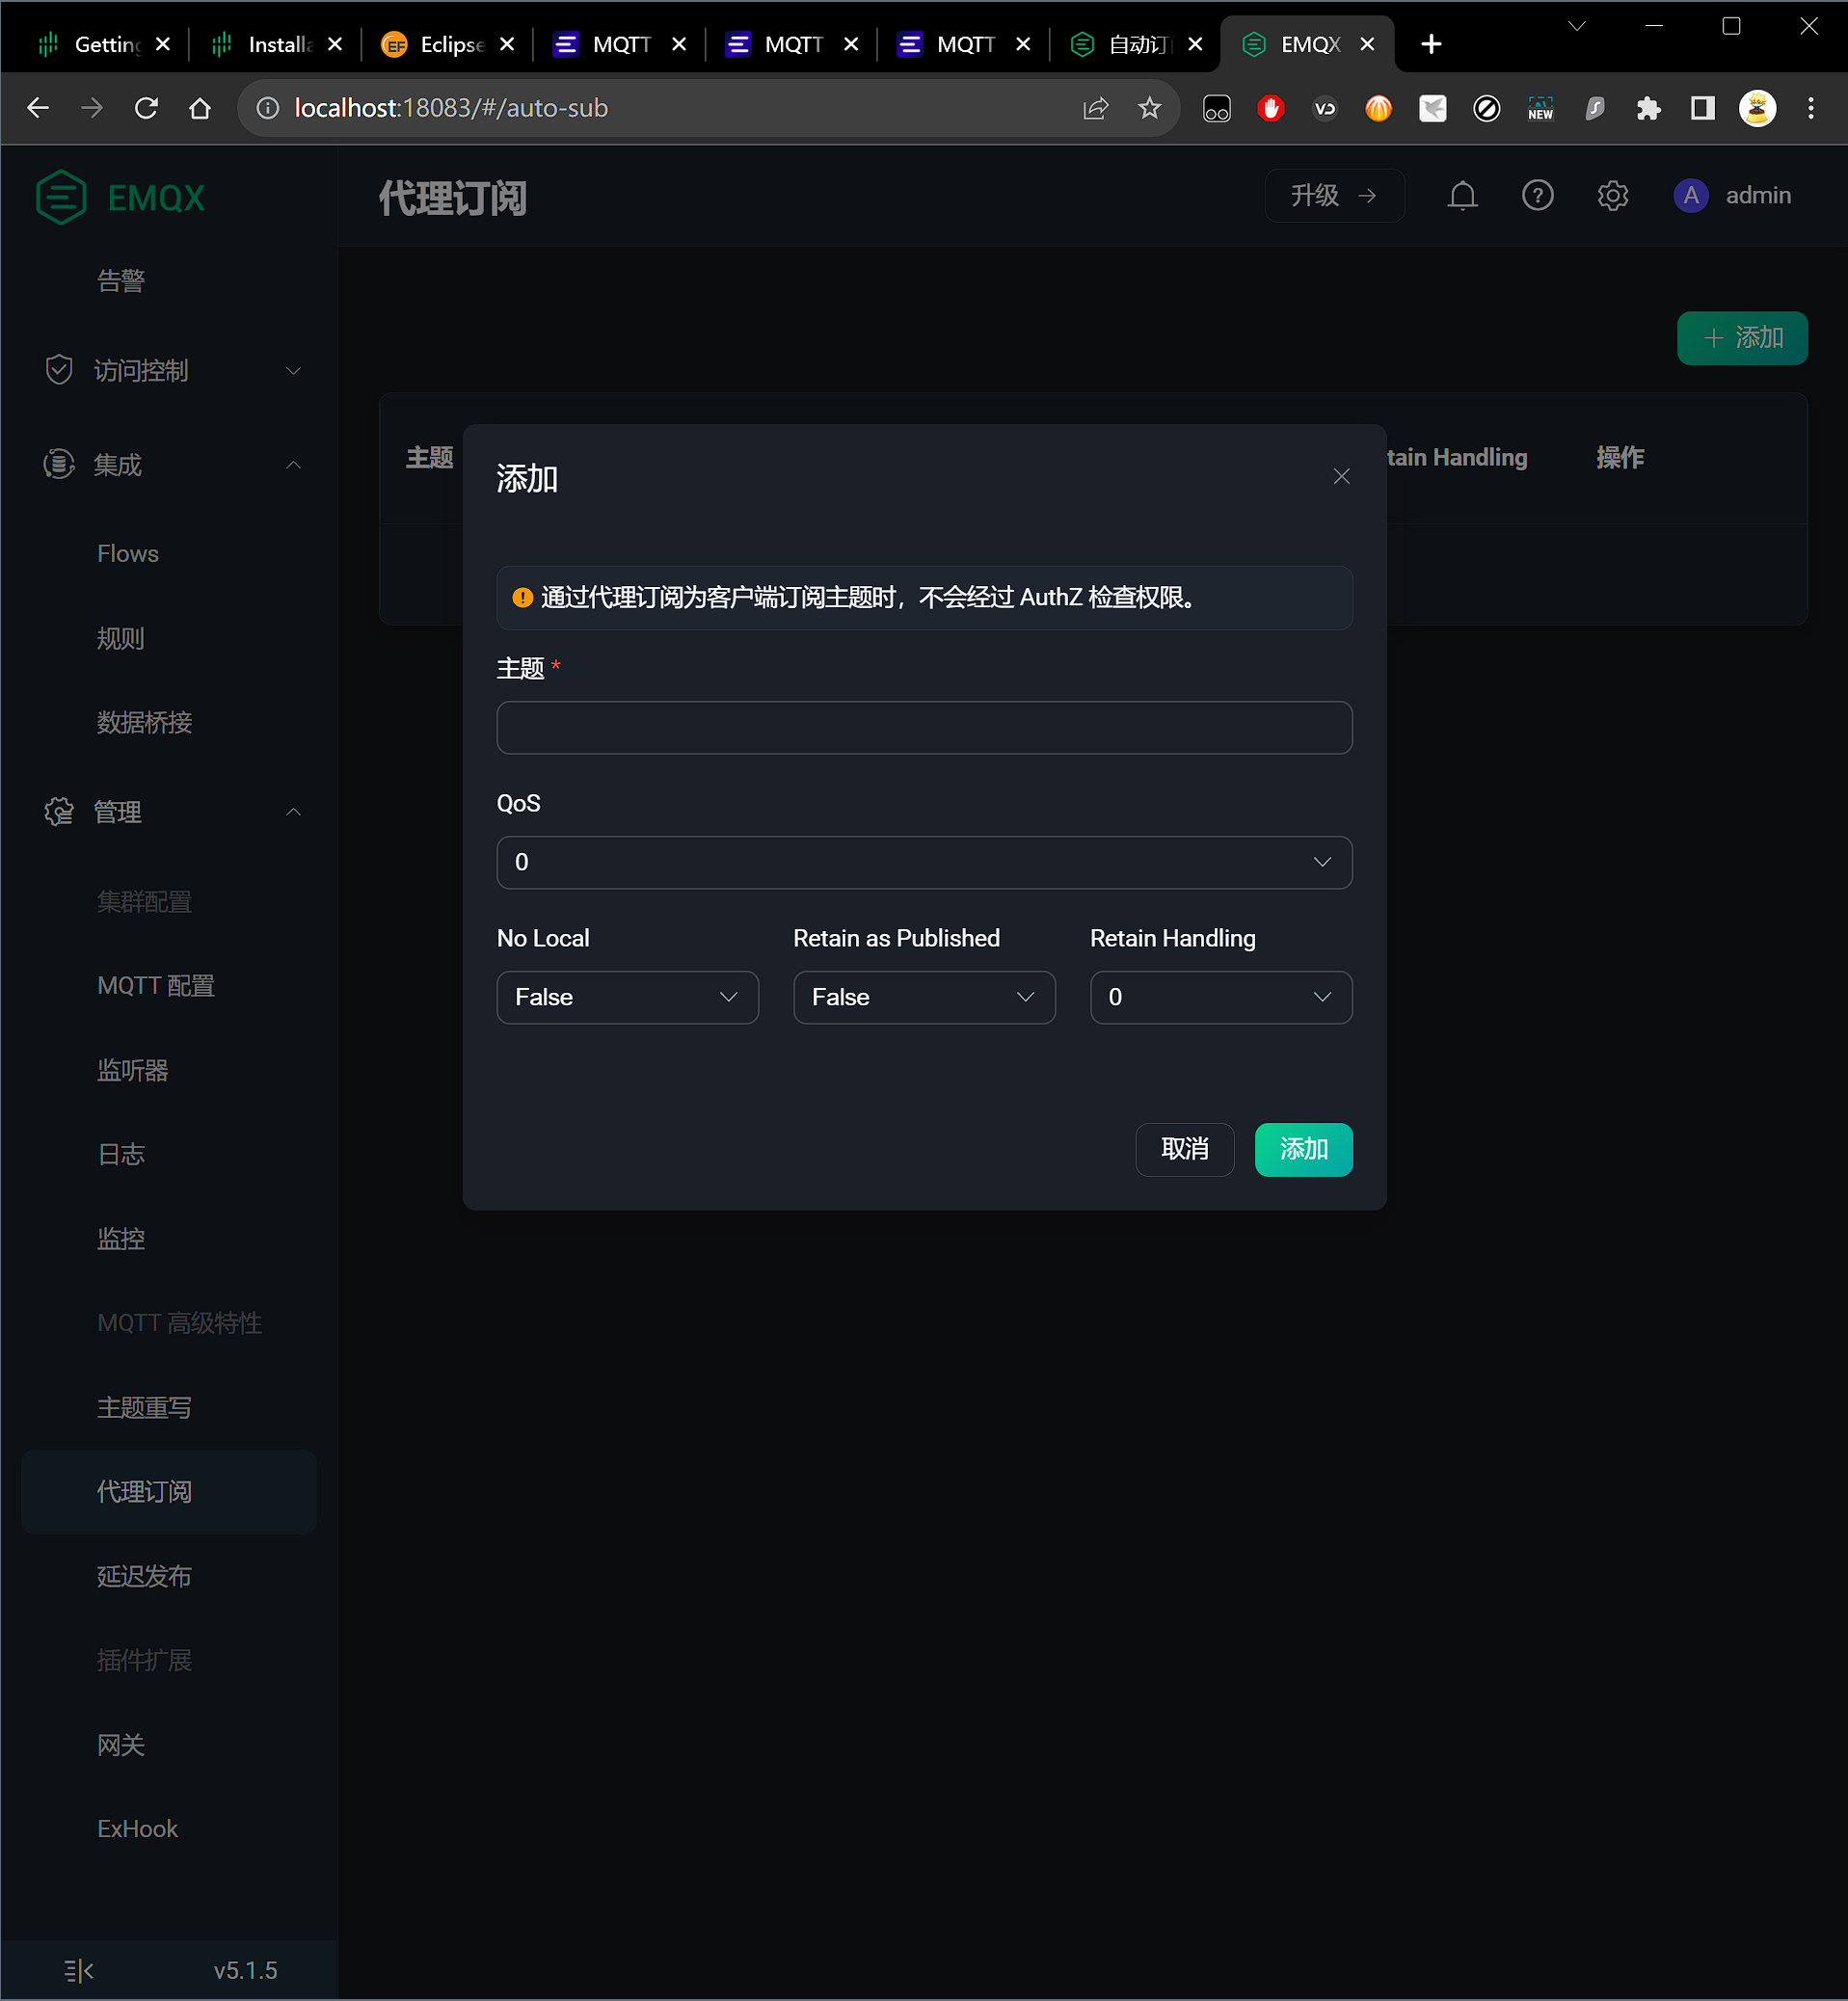 Getting
Installa
Eclipse
MQTT
MQTT
MQTT
自动订
EMQX
localhost:18083/#/auto-sub
NEW
EMQX
代理订阅
升级
A
admin
告警
访问控制
集成
Flows
规则
数据桥接
管理
集群配置
MQTT 配置
监听器
日志
监控
MQTT 高级特性
主题重写
代理订阅
延迟发布
插件扩展
网关
ExHook
v5.1.5
+ 添加
主题
tain Handling
操作
添加
通过代理订阅为客户端订阅主题时，不会经过 AuthZ 检查权限。
主题 *
QoS
0
No Local
Retain as Published
Retain Handling
False
False
0
取消
添加